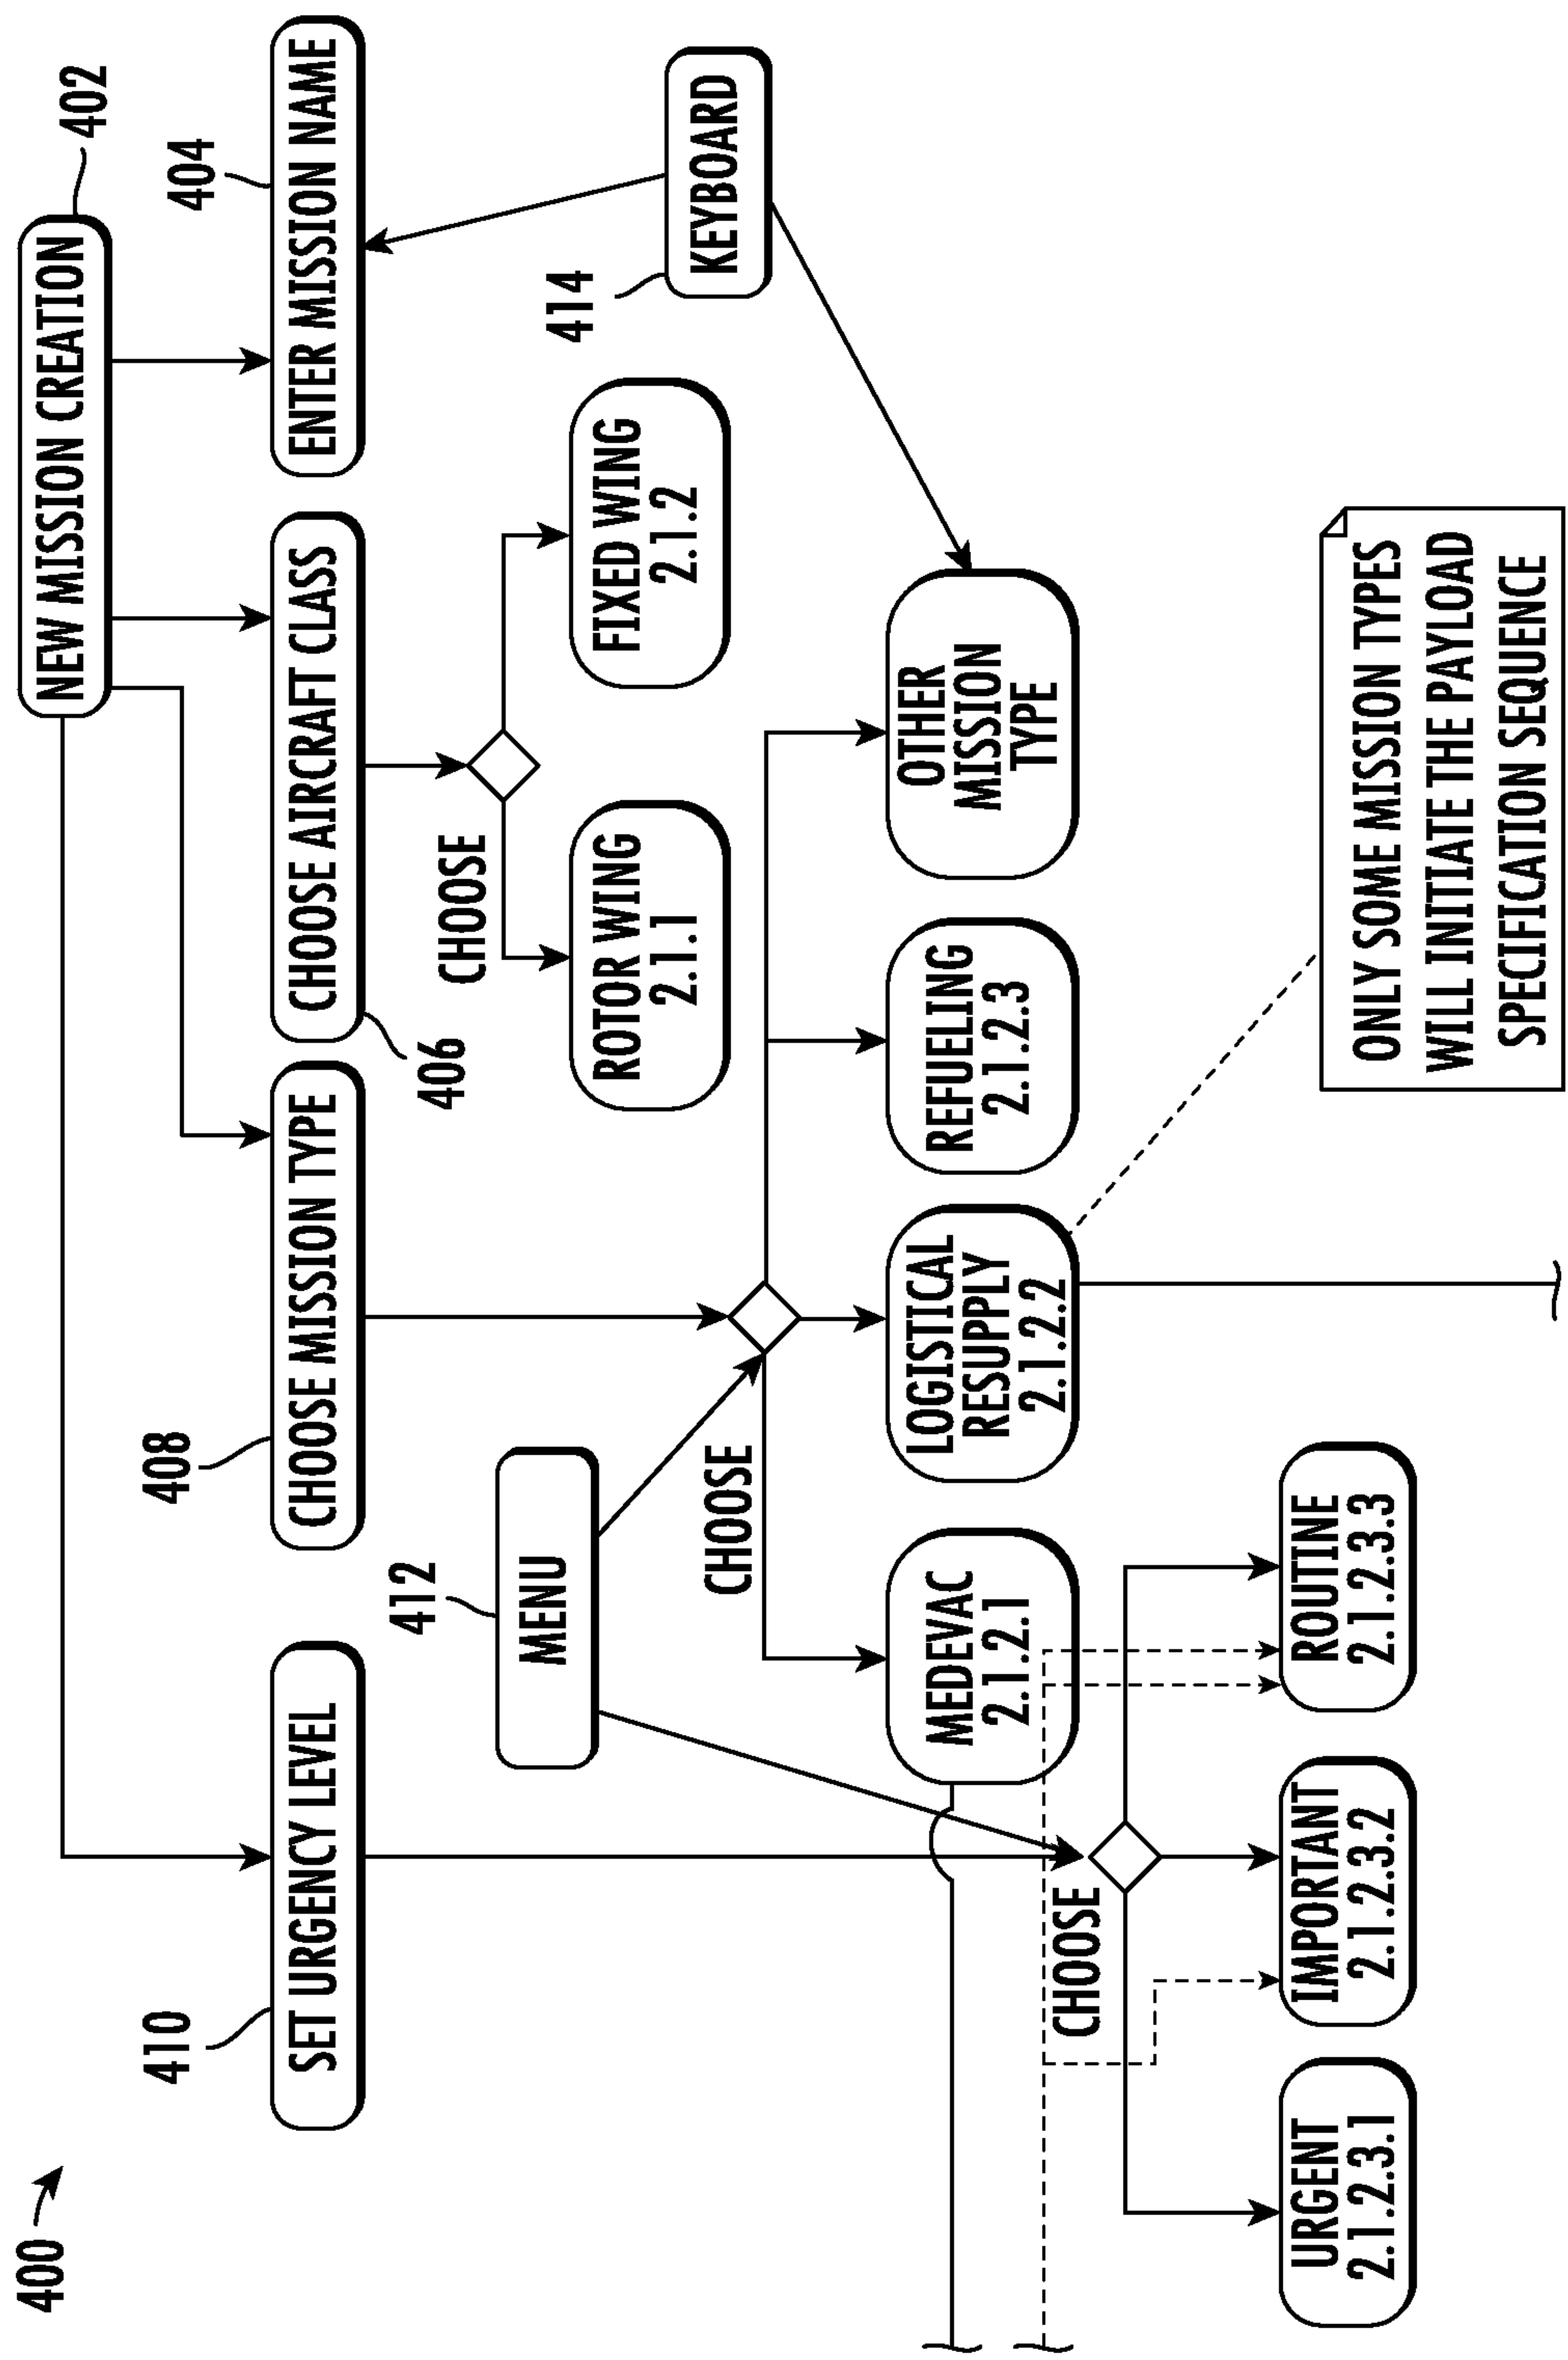 400
NEW MISSION CREATION
402
410
SET URGENCY LEVEL
408
CHOOSE MISSION TYPE
406
CHOOSE AIRCRAFT CLASS
404
ENTER MISSION NAME
412
MENU
CHOOSE
ROTOR WING
2.1.1.1
FIXED WING
2.1.1.2
414
KEYBOARD
CHOOSE
MEDEVAC
2.1.2.1
LOGISTICAL
RESUPPLY
2.1.2.2
REFUELING
2.1.2.3
OTHER
MISSION
TYPE
CHOOSE
URGENT
2.1.2.3.1
IMPORTANT
2.1.2.3.2
ROUTINE
2.1.2.3.3
ONLY SOME MISSION TYPES
WILL INITIATE THE PAYLOAD
SPECIFICATION SEQUENCE